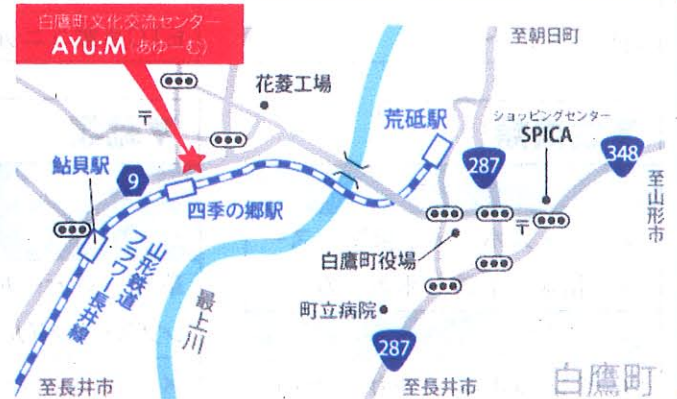 白鷹町文化交流センター
AYu:M(あゆーむ)
至朝日町
花菱工場
〒
荒砥駅
ショッピングセンター
SPICA
鮎貝駅
9
287
348
四季の郷駅
至山形市
〒
白鷹町役場
山形鉄道
フラワー長井線
最上川
町立病院
287
至長井市
至長井市
白鷹町